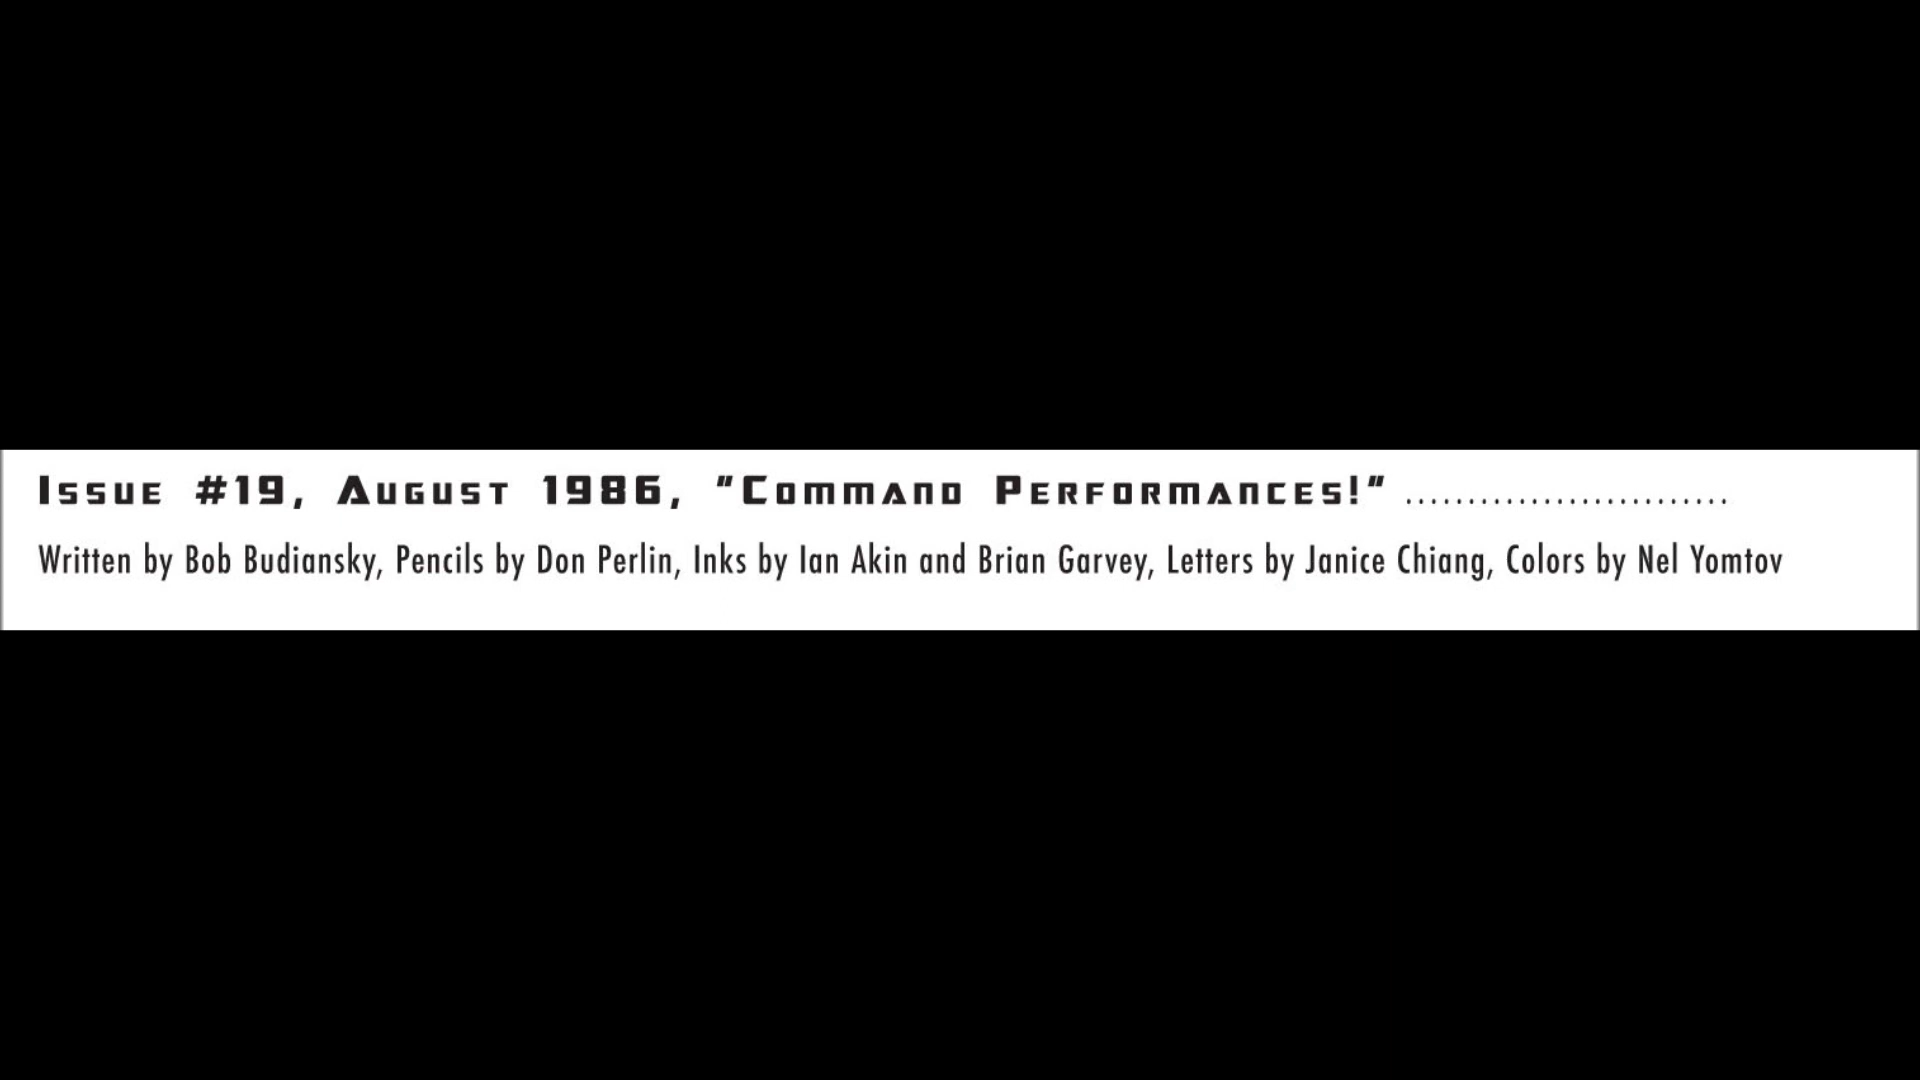 Issue #19, August 1986, "Command Performances!" ..........................
Written by Bob Budiansky, Pencils by Don Perlin, Inks by Ian Akin and Brian Garvey, Letters by Janice Chiang, Colors by Nel Yomtov